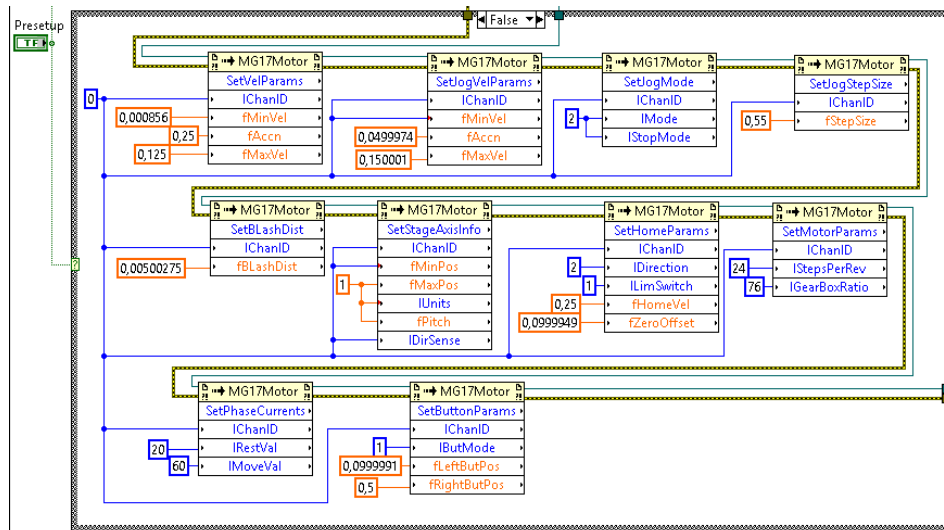 Presetup
TF
False
0
MG17Motor
SetVelParams
lChanID
0,000856
fMinVel
0,25
fAccn
0,125
fMaxVel
MG17Motor
SetJogVelParams
lChanID
fMinVel
0,0499974
fAccn
0,150001
fMaxVel
MG17Motor
SetJogMode
lChanID
2
lMode
lStopMode
MG17Motor
SetJogStepSize
lChanID
0,55
fStepSize
MG17Motor
SetBLashDist
lChanID
0,00500275
fBLashDist
MG17Motor
SetStageAxisInfo
lChanID
fMinPos
1
fMaxPos
lUnits
fPitch
lDirSense
MG17Motor
SetHomeParams
lChanID
2
lDirection
1
lLimSwitch
0,25
fHomeVel
0,0999949
fZeroOffset
MG17Motor
SetMotorParams
lChanID
24
lStepsPerRev
76
lGearBoxRatio
?
MG17Motor
SetPhaseCurrents
lChanID
20
lRestVal
60
lMoveVal
MG17Motor
SetButtonParams
lChanID
1
lButMode
0,0999991
fLeftButPos
0,5
fRightButPos